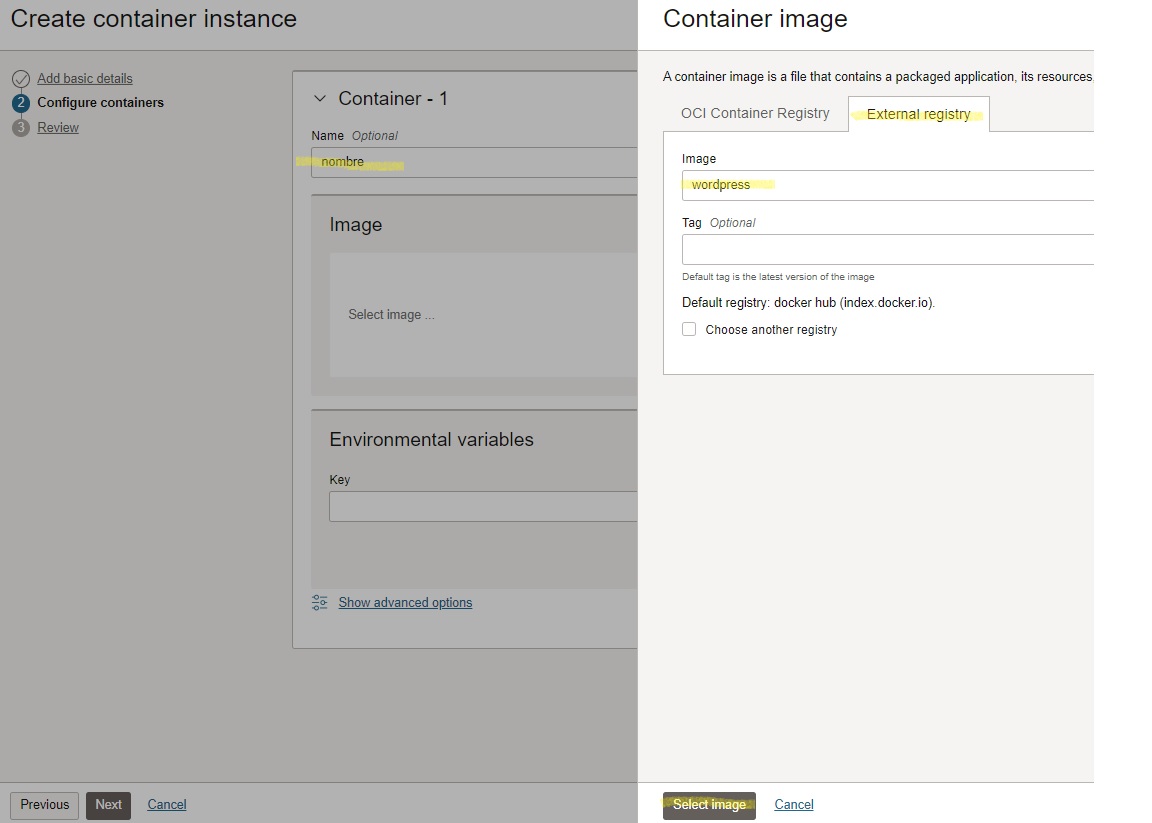 Create container instance
Add basic details
2 Configure containers
3 Review
Container - 1
Name Optional
nombre
Image
Select image ...
Environmental variables
Key
Show advanced options
Previous Next Cancel
Container image
A container image is a file that contains a packaged application, its resources,
OCI Container Registry External registry
Image
wordpress
Tag Optional
Default tag is the latest version of the image
Default registry: docker hub (index.docker.io).
Choose another registry
Select image Cancel